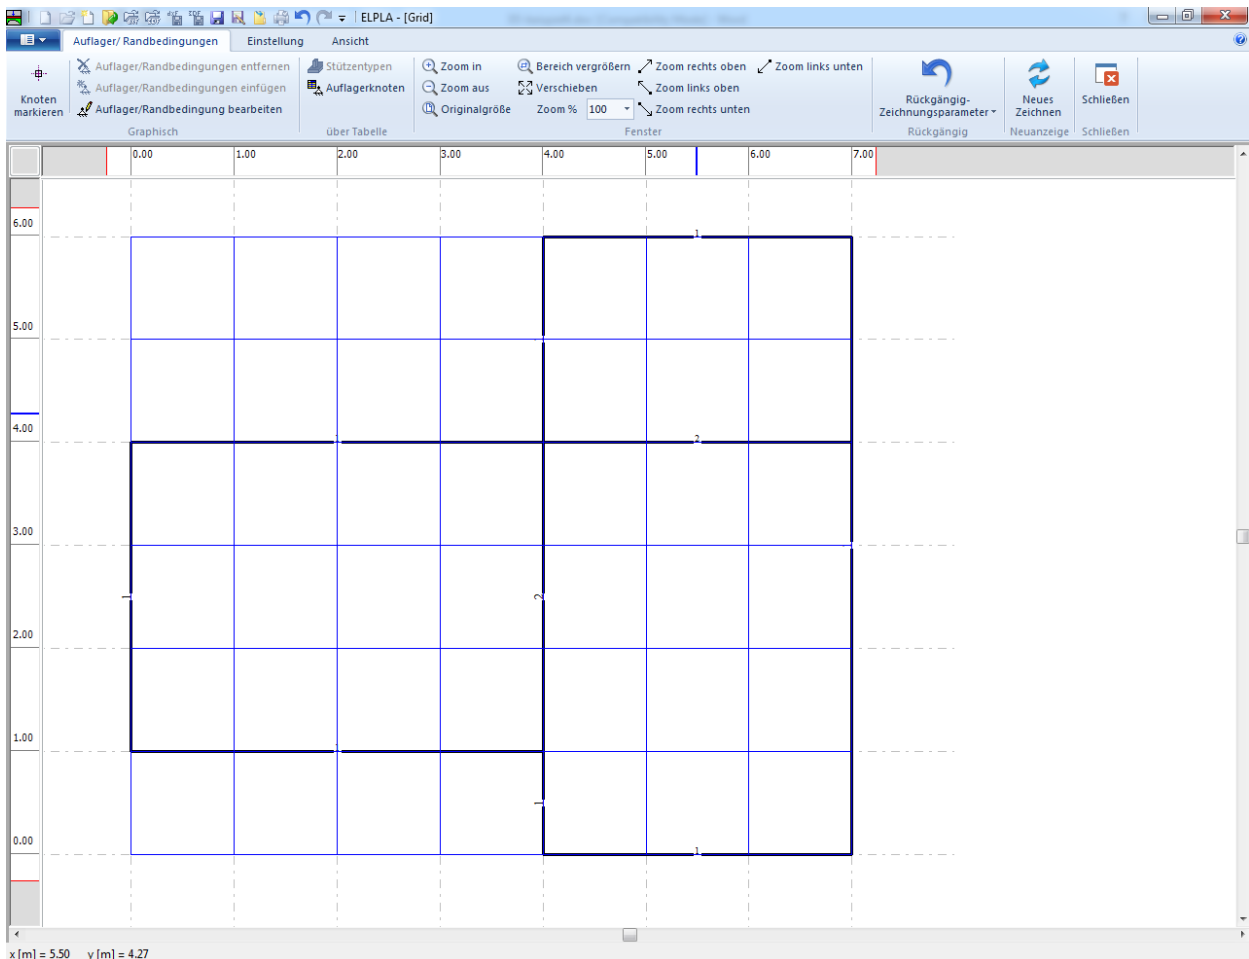 ELPLA - [Grid]
Auflager/ Randbedingungen Einstellung Ansicht
Auflager/Randbedingungen entfernen Stützentypen Zoom in Bereich vergrößern Zoom rechts oben Zoom links unten
Auflager/Randbedingungen einfügen Auflagerknoten Zoom aus Verschieben Zoom links oben
Knoten markieren Auflager/Randbedingung bearbeiten Originalgröße Zoom % 100 Zoom rechts unten
Rückgängig-
Zeichnungsparameter
Neues
Zeichnen
Schließen
Graphisch über Tabelle Fenster Rückgängig Neuanzeige Schließen
0.00 1.00 2.00 3.00 4.00 5.00 6.00 7.00
6.00
1
5.00
4.00
2
3.00
1 2
2.00
1.00
1
0.00
1
x [m] = 5.50 y [m] = 4.27